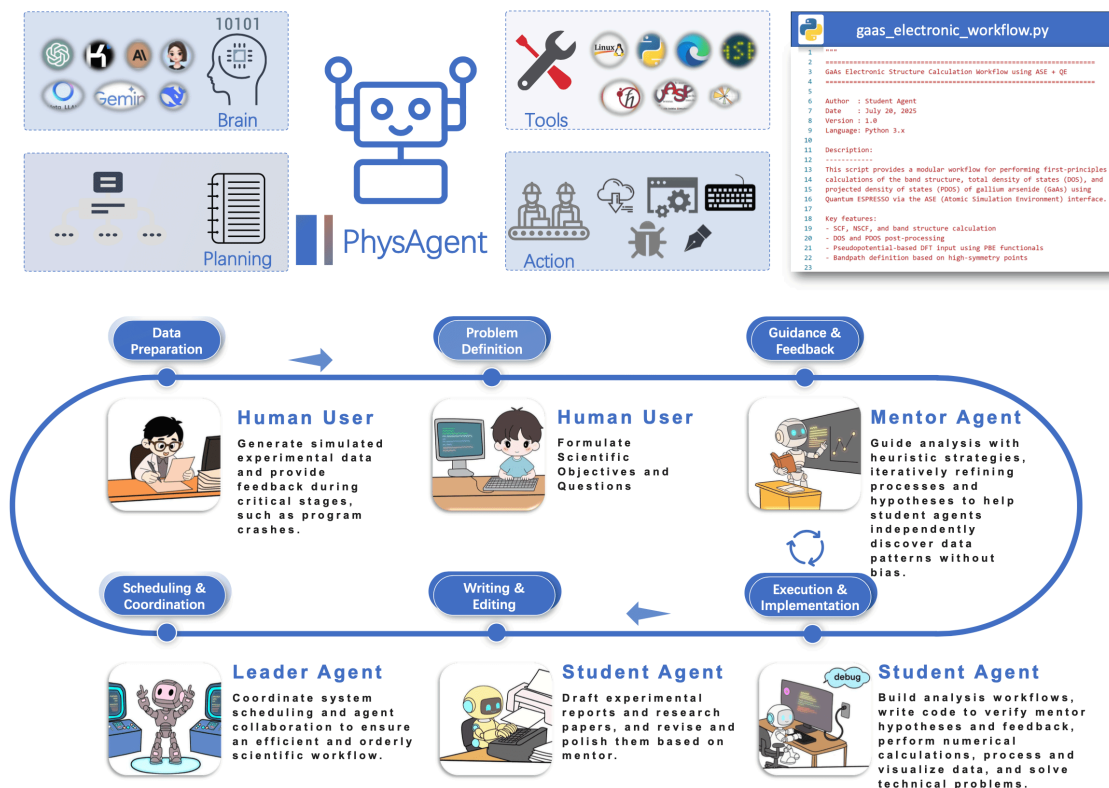 10101
Brain
Planning
PhysAgent
Linux
Tools
Action
gaas_electronic_workflow.py
1 """
2 ======================================================================
3 GaAs Electronic Structure Calculation Workflow using ASE + QE
4 ======================================================================
5
6 Author : Student Agent
7 Date : July 20, 2025
8 Version : 1.0
9 Language: Python 3.x
10
11 Description:
12 ------------
13 This script provides a modular workflow for performing first-principles
14 calculations of the band structure, total density of states (DOS), and
15 projected density of states (PDOS) of gallium arsenide (GaAs) using
16 Quantum ESPRESSO via the ASE (Atomic Simulation Environment) interface.
17
18 Key features:
19 - SCF, NSCF, and band structure calculation
20 - DOS and PDOS post-processing
21 - Pseudopotential-based DFT input using PBE functionals
22 - Bandpath definition based on high-symmetry points
23
Data
Preparation
Problem
Definition
Guidance &
Feedback
Human User
Generate simulated
experimental data
and provide
feedback during
critical stages,
such as program
crashes.
Human User
Formulate
Scientific
Objectives and
Questions
Mentor Agent
Guide analysis with
heuristic strategies,
iteratively refining
processes and
hypotheses to help
student agents
independently
discover data
patterns without
bias.
Scheduling &
Coordination
Writing &
Editing
Execution &
Implementation
Leader Agent
Coordinate system
scheduling and agent
collaboration to ensure
an efficient and orderly
scientific workflow.
Student Agent
Draft experimental
reports and research
papers, and revise and
polish them based on
mentor.
debug
Student Agent
Build analysis workflows,
write code to verify mentor
hypotheses and feedback,
perform numerical
calculations, process and
visualize data, and solve
technical problems.